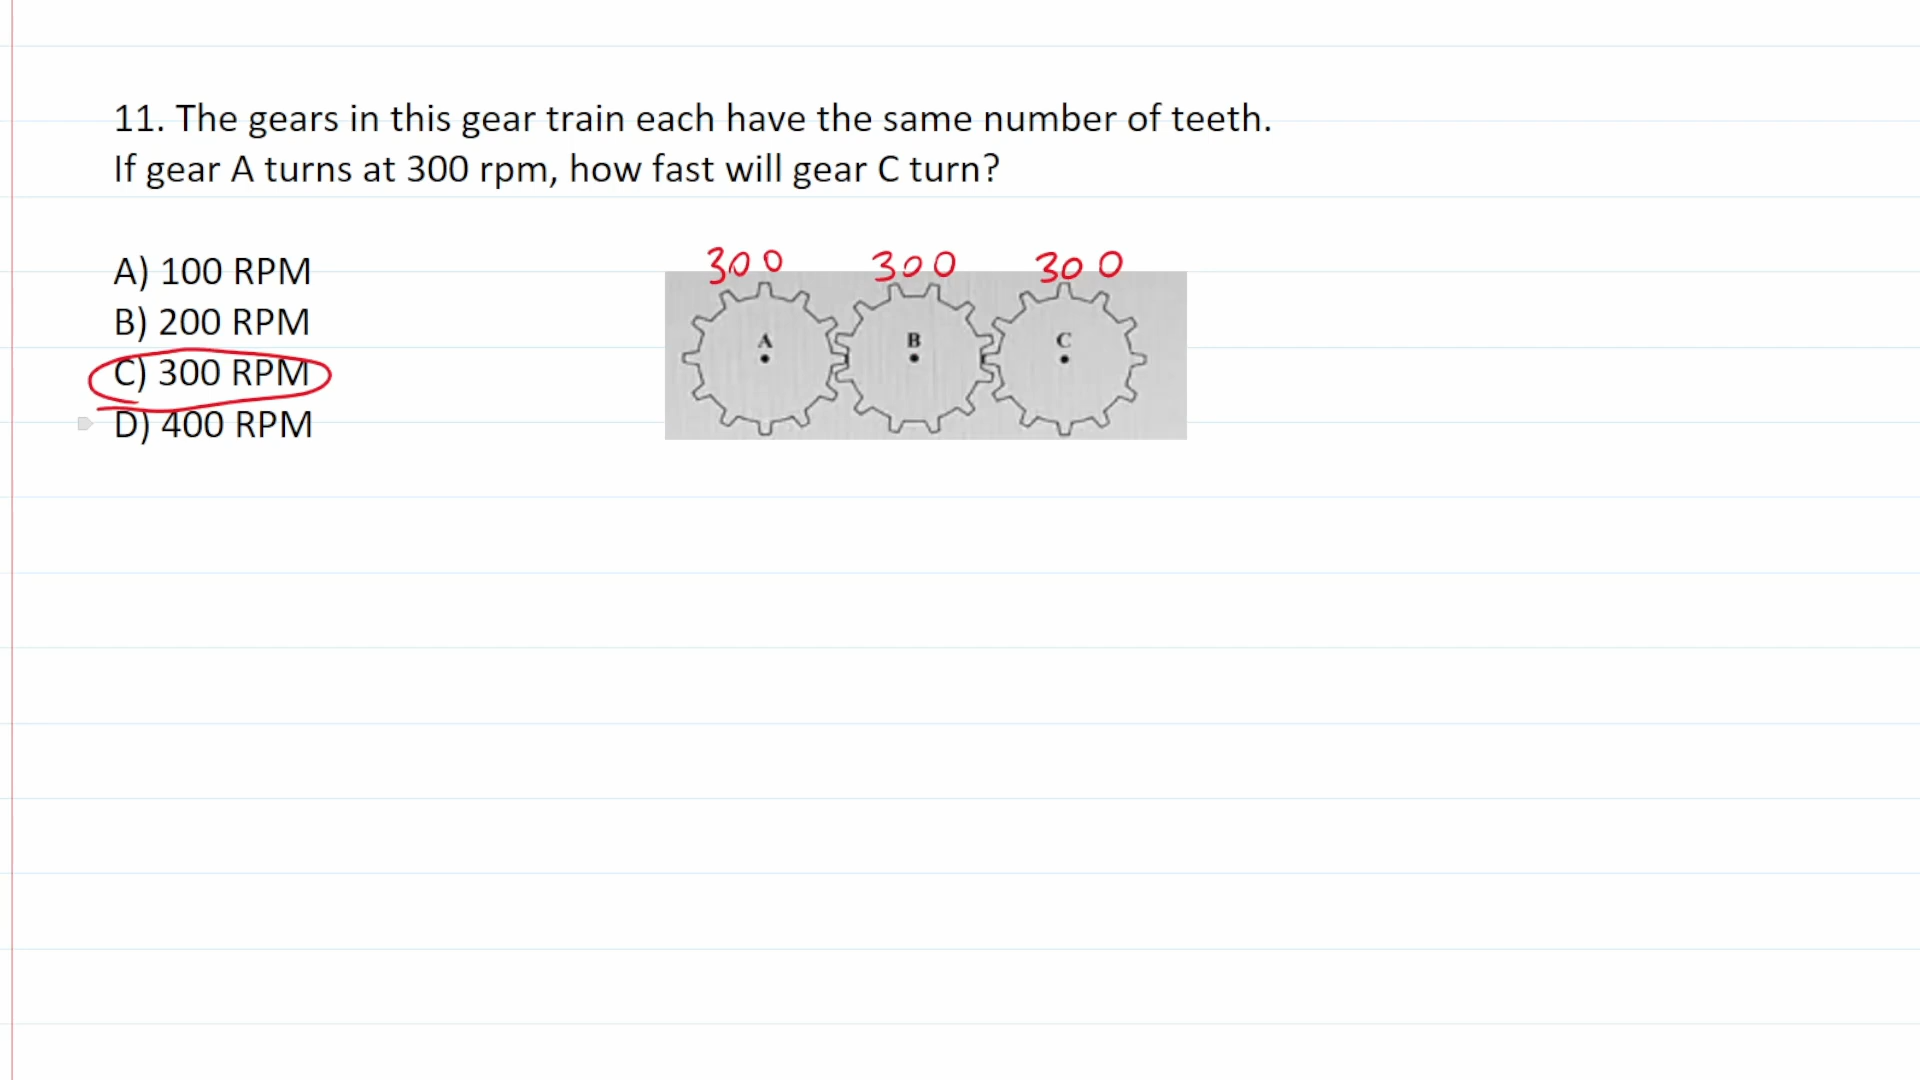 11. The gears in this gear train each have the same number of teeth.
If gear A turns at 300 rpm, how fast will gear C turn?
A) 100 RPM
B) 200 RPM
C) 300 RPM
D) 400 RPM
300 300 300
A B C